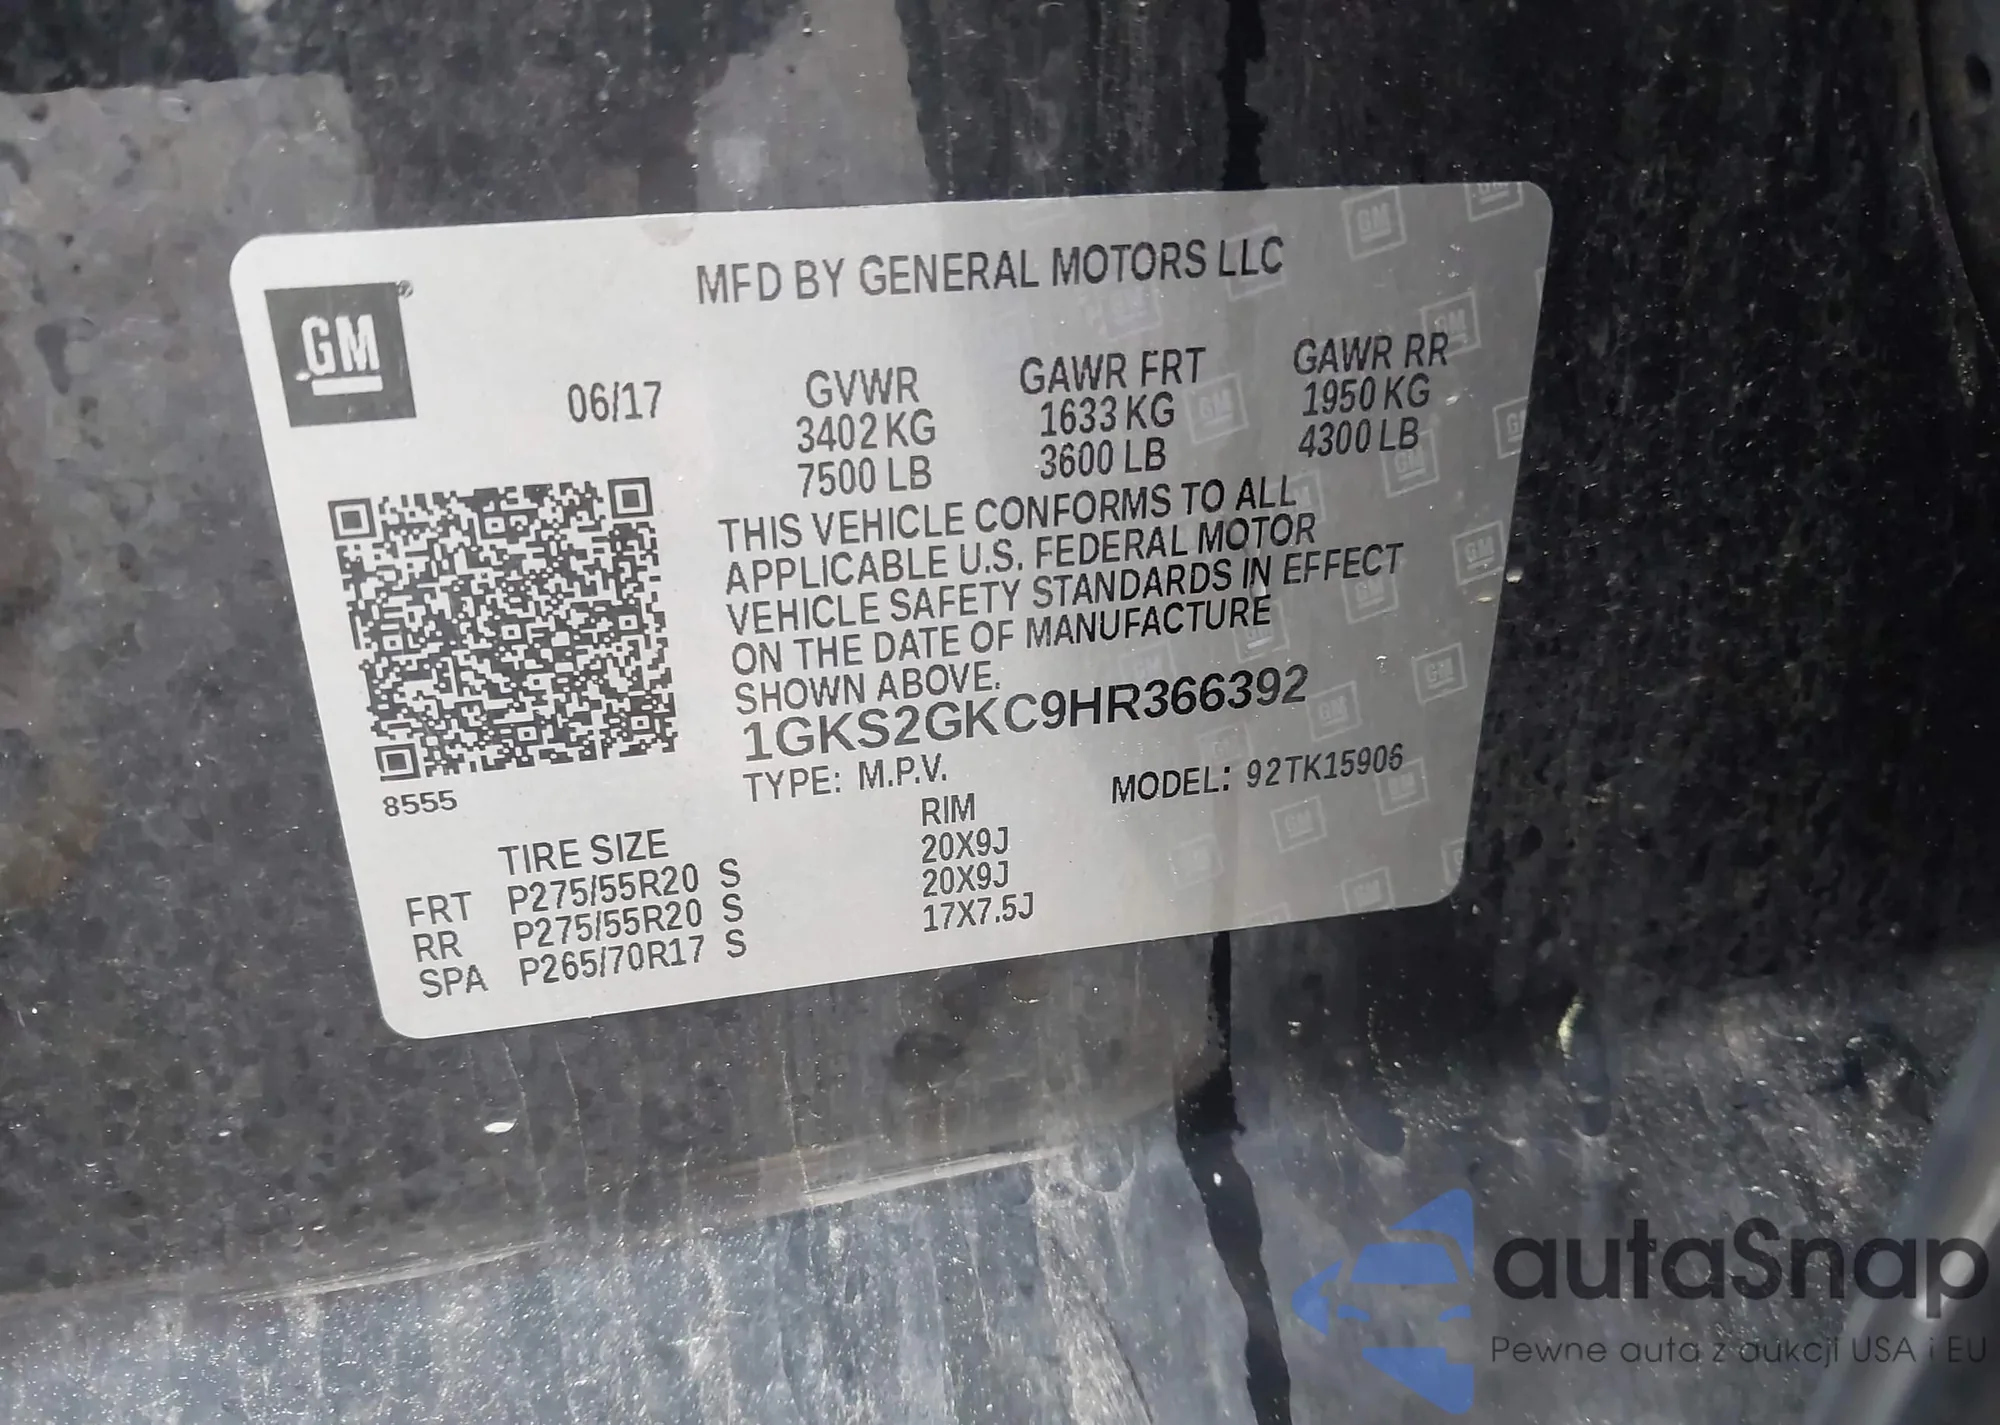 MFD BY GENERAL MOTORS LLC
GM
06/17
GVWR GAWR FRT GAWR RR
3402 KG 1633 KG 1950 KG
7500 LB 3600 LB 4300 LB
THIS VEHICLE CONFORMS TO ALL
APPLICABLE U.S. FEDERAL MOTOR
VEHICLE SAFETY STANDARDS IN EFFECT
ON THE DATE OF MANUFACTURE
SHOWN ABOVE.
1GKS2GKC9HR366392
TYPE: M.P.V. MODEL: 92TK15906
8555
TIRE SIZE RIM
FRT P275/55R20 S 20X9J
RR P275/55R20 S 20X9J
SPA P265/70R17 S 17X7.5J
autaSnap
Pewne auta z aukcji USA i EU